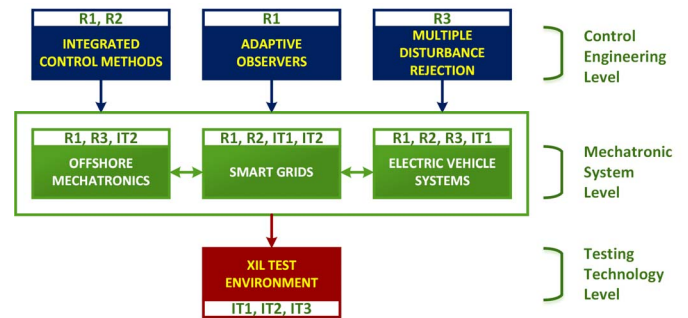 R1, R2
INTEGRATED
CONTROL METHODS
R1
ADAPTIVE
OBSERVERS
R3
MULTIPLE
DISTURBANCE
REJECTION
Control
Engineering
Level
R1, R3, IT2
OFFSHORE
MECHATRONICS
R1, R2, IT1, IT2
SMART GRIDS
R1, R2, R3, IT1
ELECTRIC VEHICLE
SYSTEMS
Mechatronic
System
Level
XIL TEST
ENVIRONMENT
IT1, IT2, IT3
Testing
Technology
Level